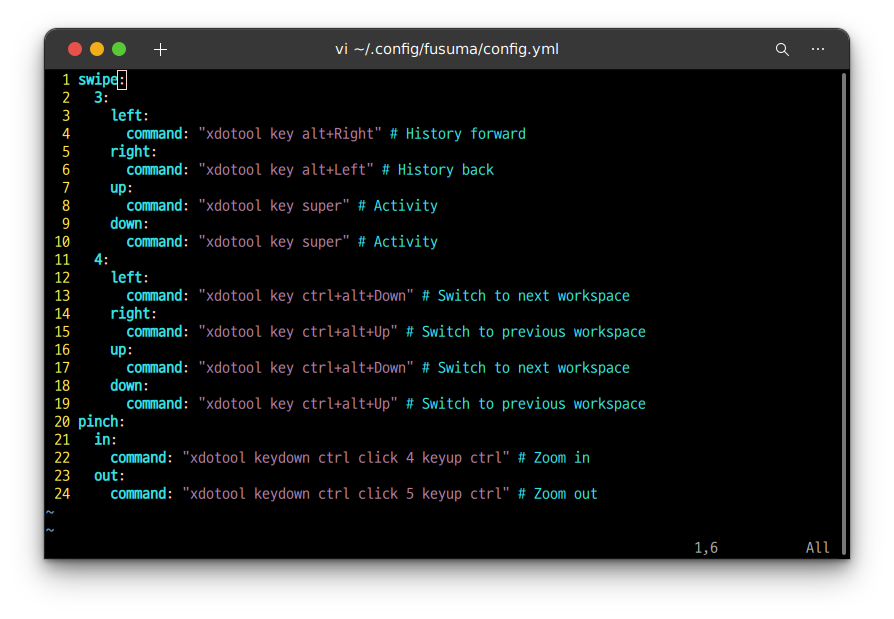 vi ~/.config/fusuma/config.yml
1 swipe:
2   3:
3     left:
4       command: "xdotool key alt+Right" # History forward
5     right:
6       command: "xdotool key alt+Left" # History back
7     up:
8       command: "xdotool key super" # Activity
9     down:
10       command: "xdotool key super" # Activity
11   4:
12     left:
13       command: "xdotool key ctrl+alt+Down" # Switch to next workspace
14     right:
15       command: "xdotool key ctrl+alt+Up" # Switch to previous workspace
16     up:
17       command: "xdotool key ctrl+alt+Down" # Switch to next workspace
18     down:
19       command: "xdotool key ctrl+alt+Up" # Switch to previous workspace
20 pinch:
21   in:
22     command: "xdotool keydown ctrl click 4 keyup ctrl" # Zoom in
23   out:
24     command: "xdotool keydown ctrl click 5 keyup ctrl" # Zoom out
~
~
1,6 All